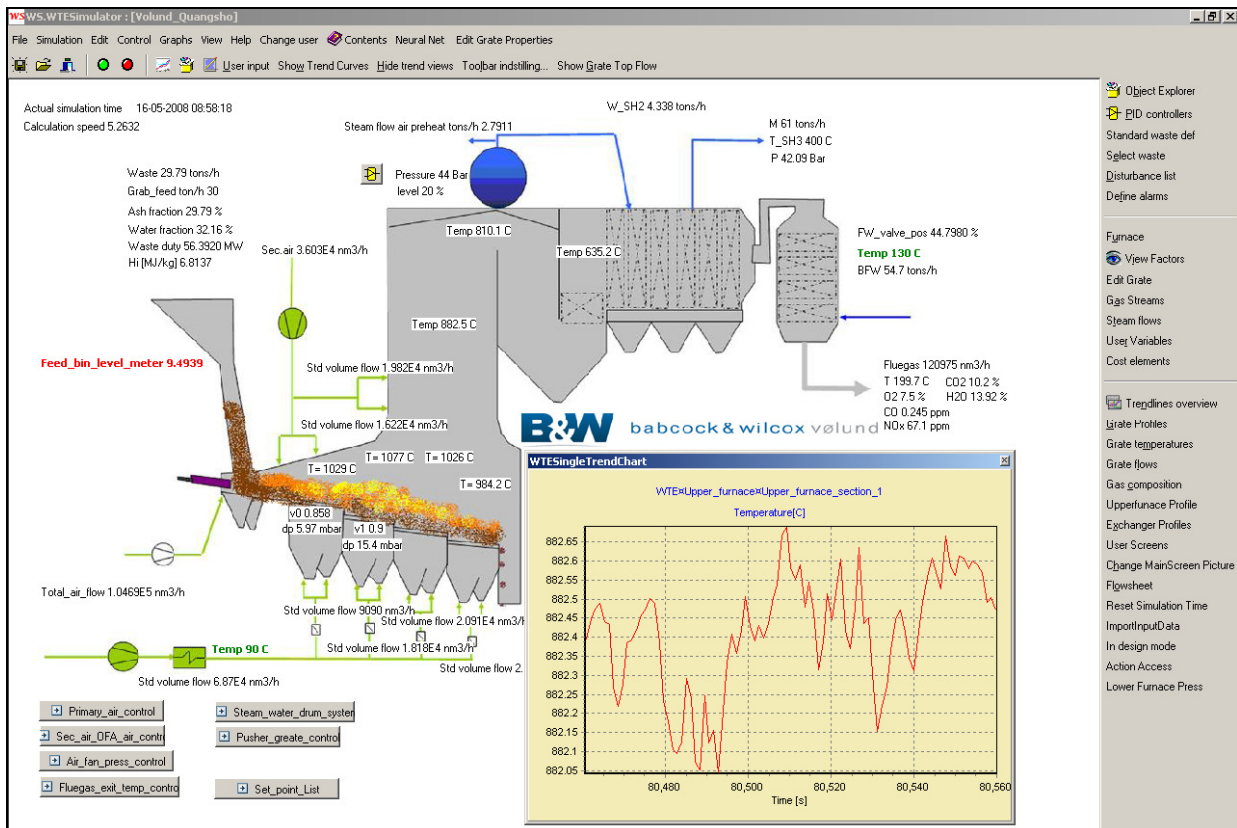 WS WS.WTESimulator : [Volund_Quangsho]
File Simulation Edit Control Graphs View Help Change user Contents Neural Net Edit Grate Properties
User input Show Trend Curves Hide trend views Toolbar indstilling... Show Grate Top Flow
Actual simulation time 16-05-2008 08:58:18
Calculation speed 5.2632
W_SH2 4.338 tons/h
Steam flow air preheat tons/h 2.7911
M 61 tons/h
T_SH3 400 C
P 42.09 Bar
Waste 29.79 tons/h
Grab_feed ton/h 30
Ash fraction 29.79 %
Water fraction 32.16 %
Waste duty 56.3920 MW
Hi [MJ/kg] 6.8137
Pressure 44 Bar
level 20 %
Temp 810.1 C
Temp 635.2 C
FW_valve_pos 44.7980 %
Temp 130 C
BFW 54.7 tons/h
Sec.air 3.603E4 nm3/h
Temp 882.5 C
Feed_bin_level_meter 9.4939
Std volume flow 1.982E4 nm3/h
Std volume flow 1.622E4 nm3/h
Fluegas 120975 nm3/h
T 199.7 C CO2 10.2 %
O2 7.5 % H2O 13.92 %
CO 0.245 ppm
NOx 67.1 ppm
B&W babcock & wilcox vølund
T= 1077 C T= 1026 C
T= 1029 C
T= 984.2 C
v0 0.858
dp 5.97 mbar
v1 0.9
dp 15.4 mbar
Total_air_flow 1.0469E5 nm3/h
Std volume flow 9090 nm3/h
Std volume flow 2.091E4 nm3/h
Std volume flow 1.818E4 nm3/h
Std volume flow 2.
Temp 90 C
Std volume flow 6.87E4 nm3/h
Primary_air_control
Steam_water_drum_system
Sec_air_OFA_air_contr
Pusher_greate_control
Air_fan_press_control
Fluegas_exit_temp_contro
Set_point_List
WTESingleTrendChart
WTE¤Upper_furnace¤Upper_furnace_section_1
Temperature[C]
882.65
882.6
882.55
882.5
882.45
882.4
882.35
882.3
882.25
882.2
882.15
882.1
882.05
80,480 80,500 80,520 80,540 80,560
Time [s]
Object Explorer
PID controllers
Standard waste def
Select waste
Disturbance list
Define alarms
Furnace
View Factors
Edit Grate
Gas Streams
Steam flows
User Variables
Cost elements
Trendlines overview
Grate Profiles
Grate temperatures
Grate flows
Gas composition
Upperfunace Profile
Exchanger Profiles
User Screens
Change MainScreen Picture
Flowsheet
Reset Simulation Time
ImportInputData
In design mode
Action Access
Lower Furnace Press